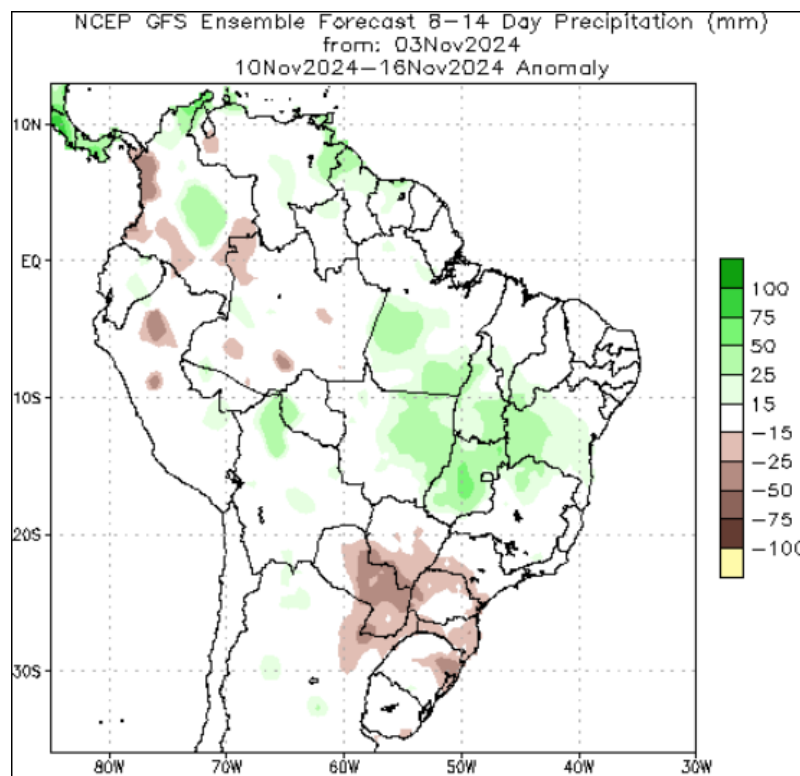 NCEP GFS Ensemble Forecast 8-14 Day Precipitation (mm)
from: 03Nov2024
10Nov2024-16Nov2024 Anomaly
10N
EQ
10S
20S
30S
80W 70W 60W 50W 40W 30W
100
75
50
25
15
-15
-25
-50
-75
-100